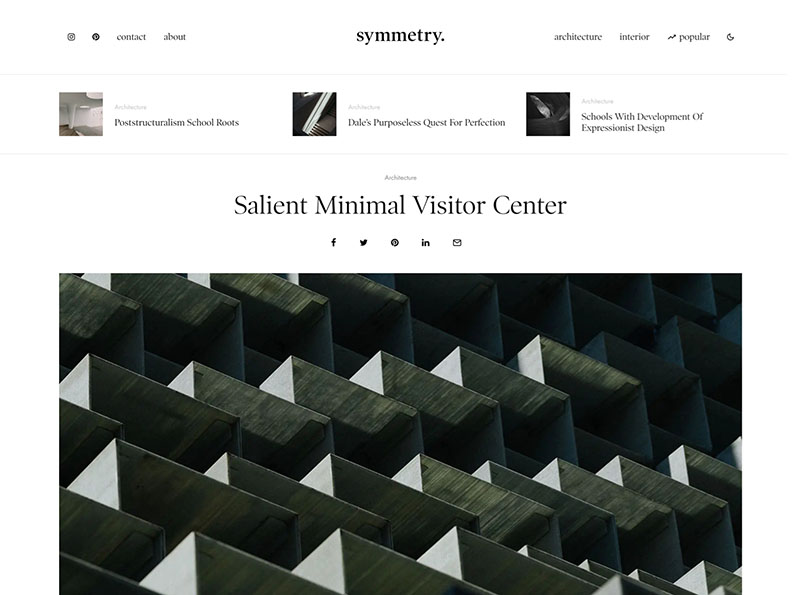 contact
about
symmetry.
architecture
interior
popular
Architecture
Poststructuralism School Roots
Architecture
Dale's Purposeless Quest For Perfection
Architecture
Schools With Development Of
Expressionist Design
Architecture
Salient Minimal Visitor Center